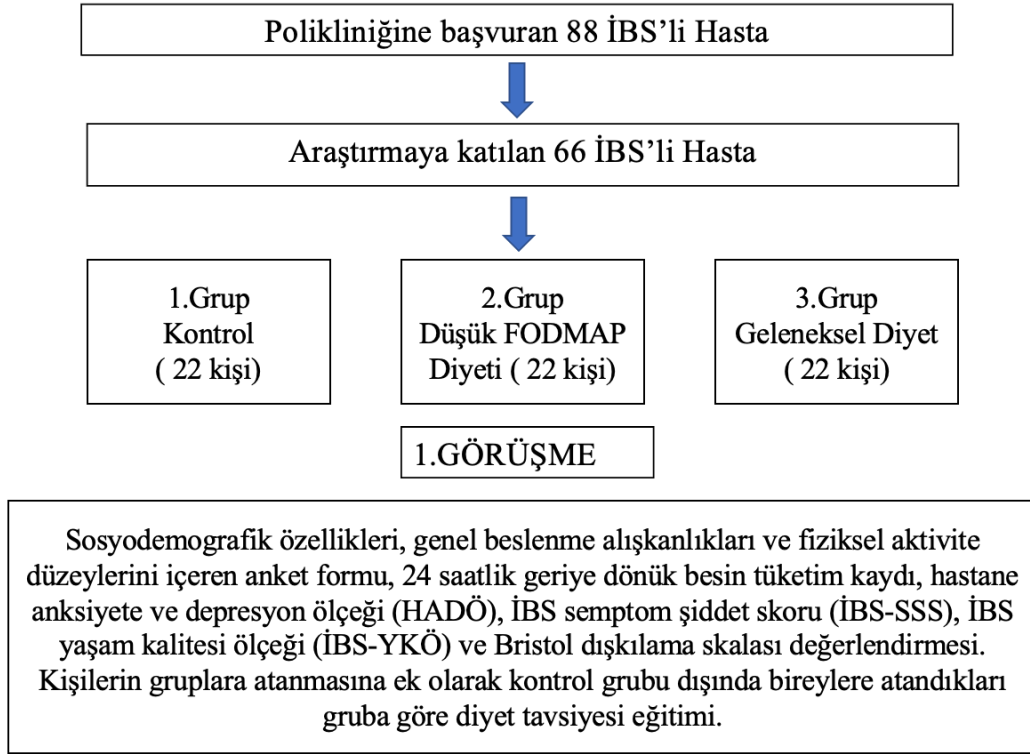 Polikliniğine başvuran 88 İBS’li Hasta
Araştırmaya katılan 66 İBS’li Hasta
1.Grup
Kontrol
( 22 kişi)
2.Grup
Düşük FODMAP
Diyeti ( 22 kişi)
3.Grup
Geleneksel Diyet
( 22 kişi)
1.GÖRÜŞME
Sosyodemografik özellikleri, genel beslenme alışkanlıkları ve fiziksel aktivite
düzeylerini içeren anket formu, 24 saatlik geriye dönük besin tüketim kaydı, hastane
anksiyete ve depresyon ölçeği (HADÖ), İBS semptom şiddet skoru (İBS-SSS), İBS
yaşam kalitesi ölçeği (İBS-YKÖ) ve Bristol dışkılama skalası değerlendirmesi.
Kişilerin gruplara atanmasına ek olarak kontrol grubu dışında bireylere atandıkları
gruba göre diyet tavsiyesi eğitimi.